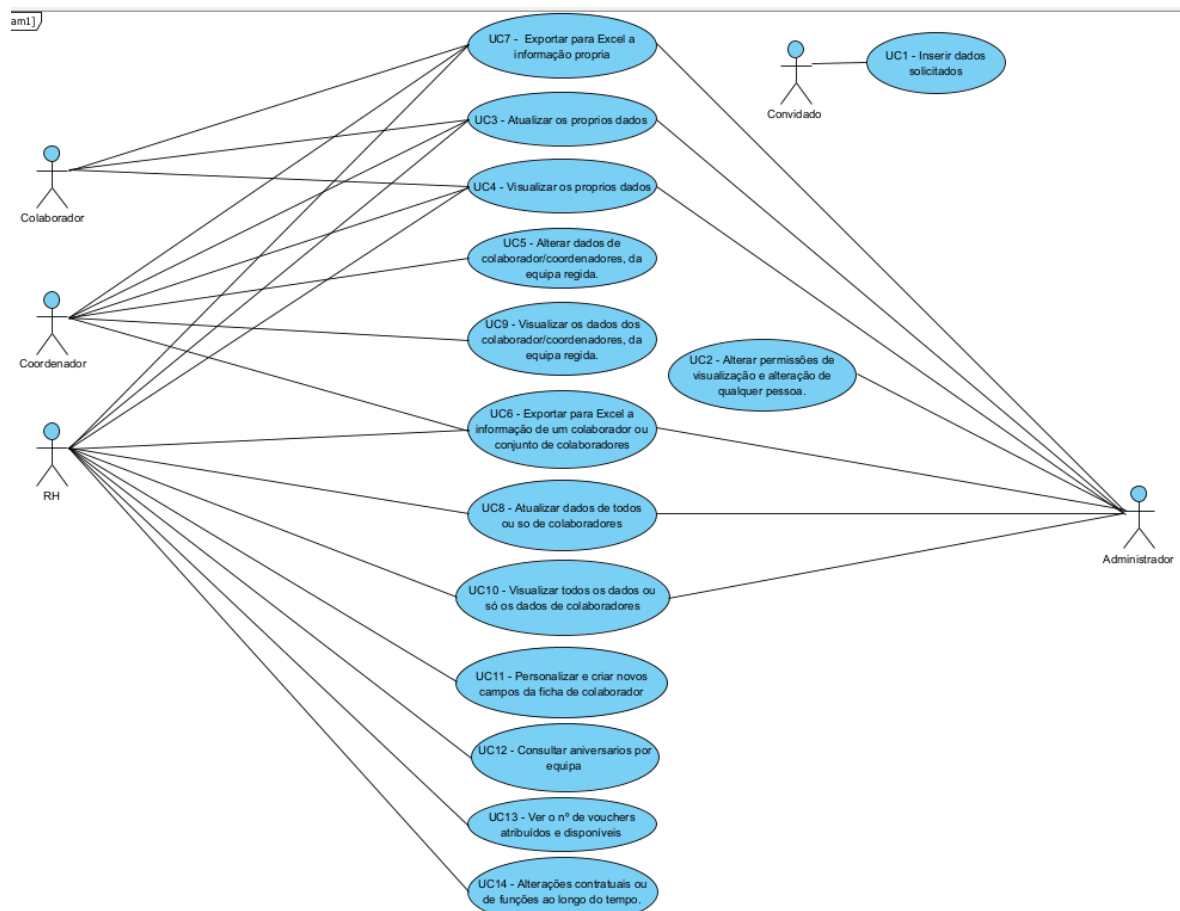 am1]
UC7 - Exportar para Excel a
informação propria
UC1 - Inserir dados
solicitados
Convidado
UC3 - Atualizar os proprios dados
Colaborador
UC4 - Visualizar os proprios dados
UC5 - Alterar dados de
colaborador/coordenadores, da
equipa regida.
Coordenador
UC9 - Visualizar os dados dos
colaborador/coordenadores, da
equipa regida.
UC2 - Alterar permissões de
visualização e alteração de
qualquer pessoa.
UC6 - Exportar para Excel a
informação de um colaborador ou
conjunto de colaboradores
RH
UC8 - Atualizar dados de todos
ou so de colaboradores
Administrador
UC10 - Visualizar todos os dados ou
só os dados de colaboradores
UC11 - Personalizar e criar novos
campos da ficha de colaborador
UC12 - Consultar aniversarios por
equipa
UC13 - Ver o nº de vouchers
atribuídos e disponíveis
UC14 - Alterações contratuais ou
de funções ao longo do tempo.